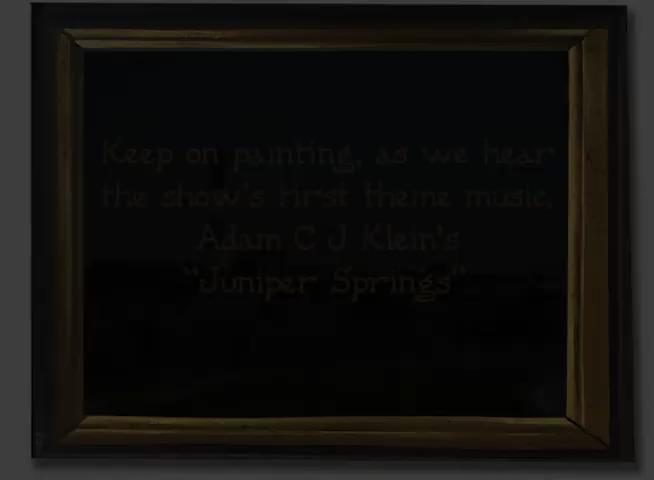 Keep on painting, as we hear
the show's first theme music,
Adam C J Klein's
"Juniper Springs"